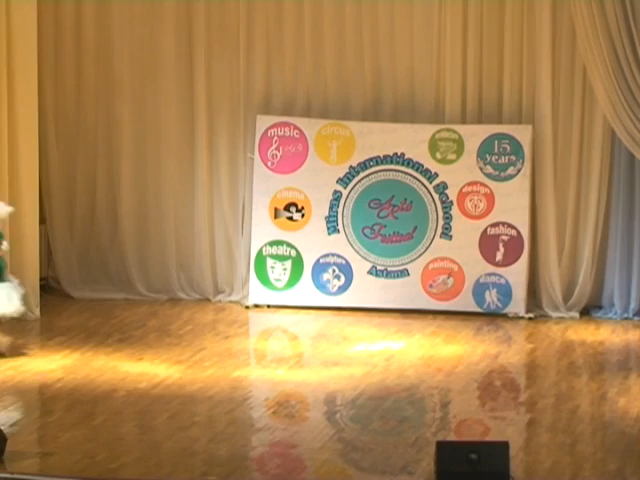 music
circus
15
years
Miras International School
cinema
design
Arts
Festival
fashion
theatre
sculpture
painting
Astana
dance